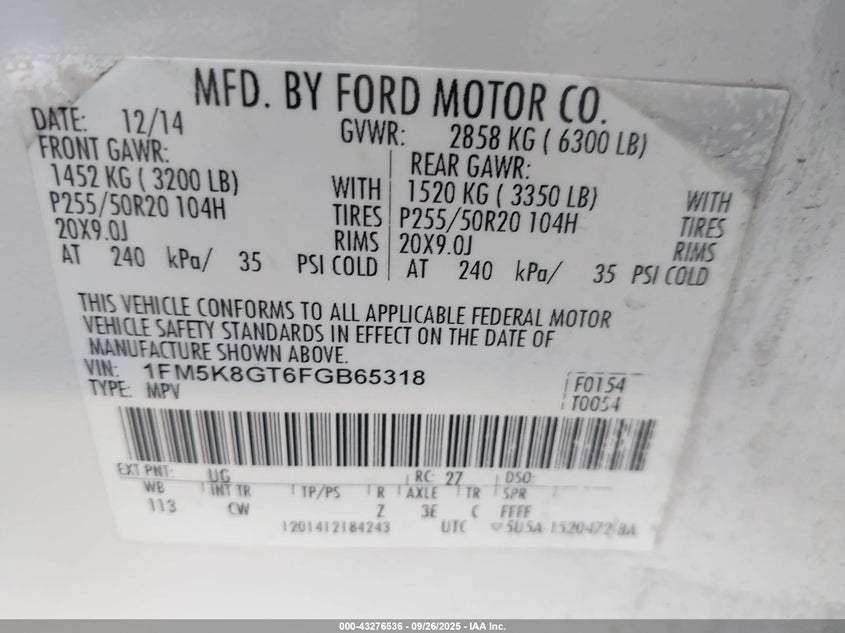 MFD. BY FORD MOTOR CO.
DATE: 12/14 GVWR: 2858 KG ( 6300 LB)
FRONT GAWR: REAR GAWR:
1452 KG ( 3200 LB) WITH 1520 KG ( 3350 LB) WITH
P255/50R20 104H TIRES P255/50R20 104H TIRES
20X9.0J RIMS 20X9.0J RIMS
AT 240 kPa/ 35 PSI COLD AT 240 kPa/ 35 PSI COLD
THIS VEHICLE CONFORMS TO ALL APPLICABLE FEDERAL MOTOR
VEHICLE SAFETY STANDARDS IN EFFECT ON THE DATE OF
MANUFACTURE SHOWN ABOVE.
VIN: 1FM5K8GT6FGB65318 F0154
TYPE: MPV T0054
EXT PNT: UG RC: 27 DSO:
WB INT TR TP/PS R AXLE TR SPR
113 CW Z 3E C FFFF
1201412184243 UTC 5U5A-1520472-BA
000-43276536 - 09/26/2025 - IAA Inc.